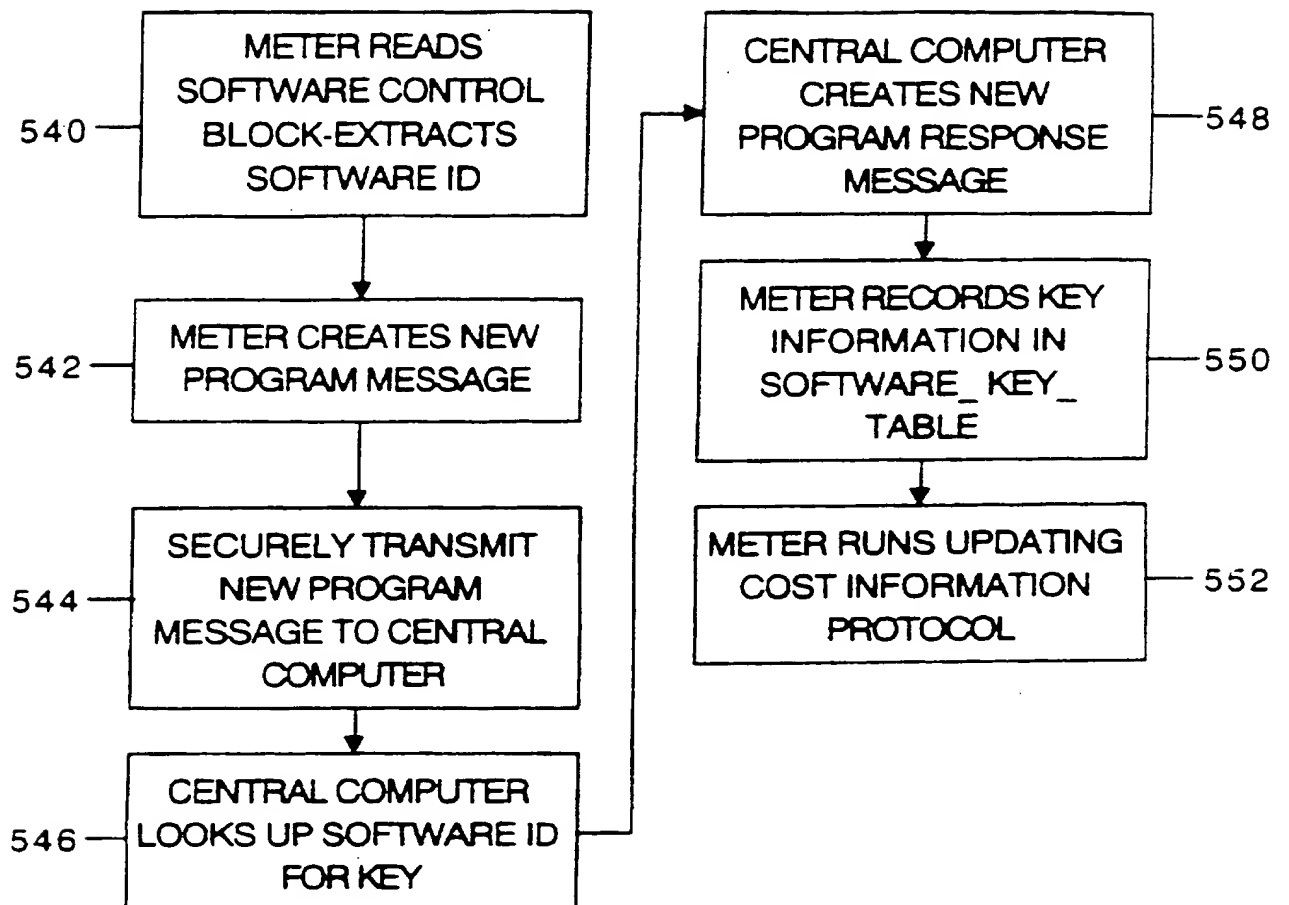 METER READS
SOFTWARE CONTROL
BLOCK-EXTRACTS
SOFTWARE ID
540
METER CREATES NEW
PROGRAM MESSAGE
542
SECURELY TRANSMIT
NEW PROGRAM
MESSAGE TO CENTRAL
COMPUTER
544
CENTRAL COMPUTER
LOOKS UP SOFTWARE ID
FOR KEY
546
CENTRAL COMPUTER
CREATES NEW
PROGRAM RESPONSE
MESSAGE
548
METER RECORDS KEY
INFORMATION IN
SOFTWARE_ KEY_
TABLE
550
METER RUNS UPDATING
COST INFORMATION
PROTOCOL
552